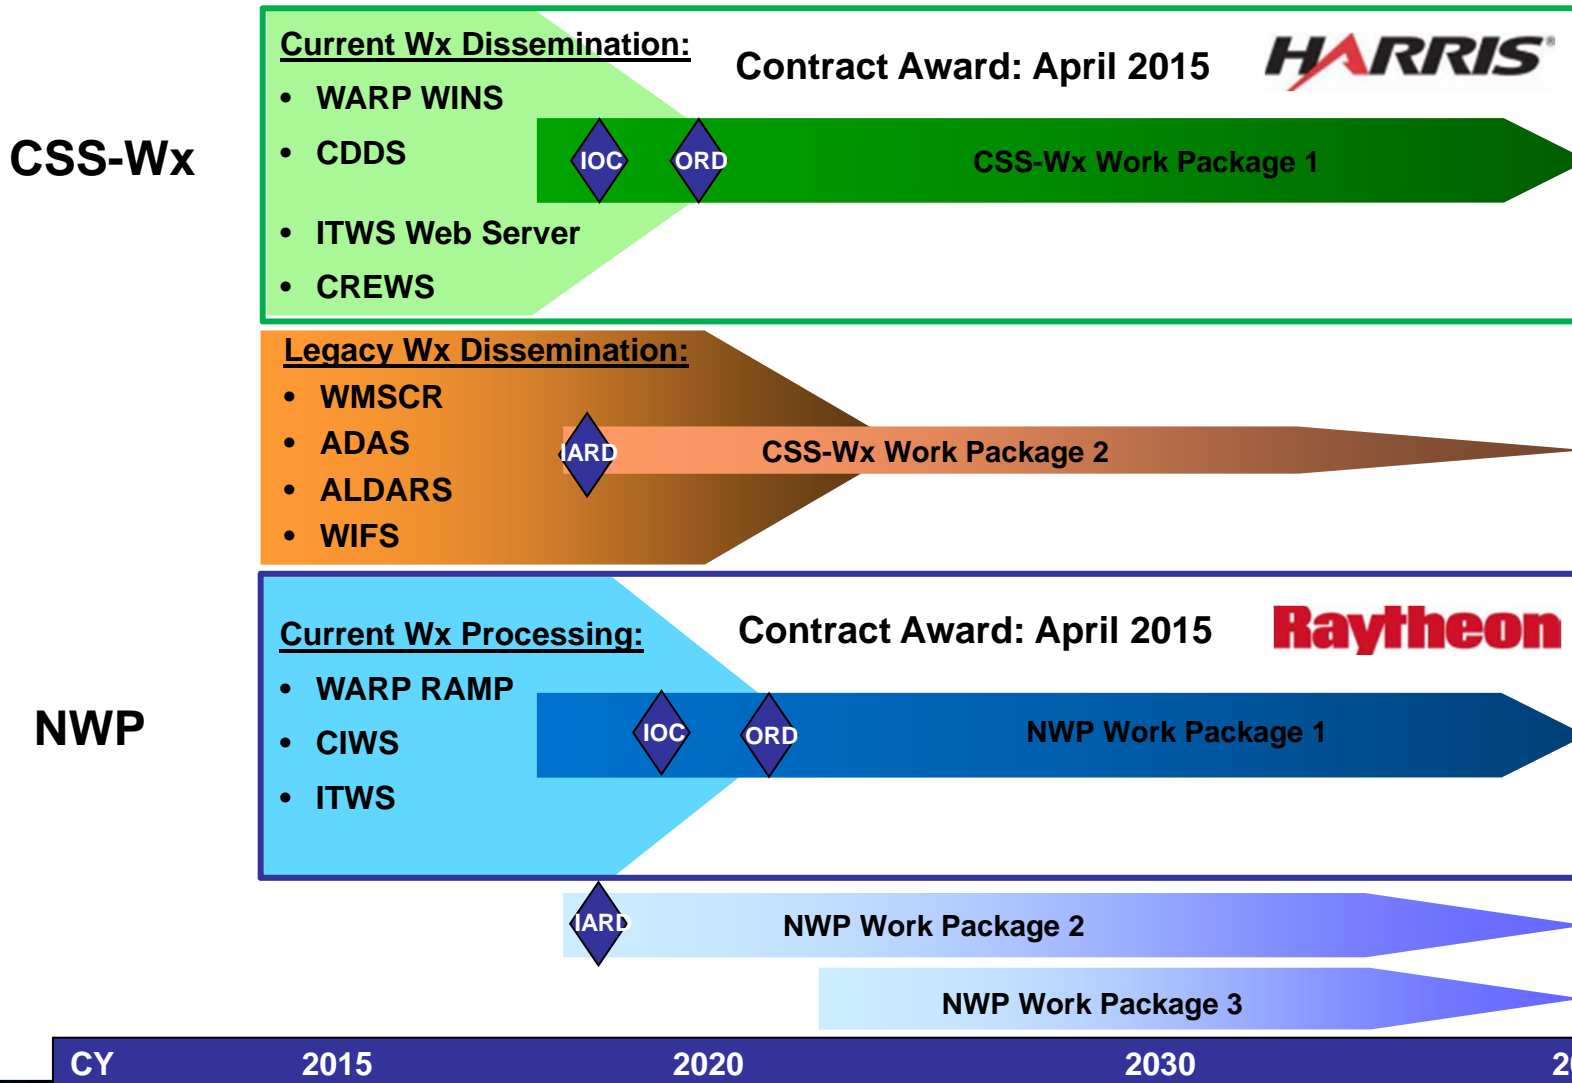 CSS-Wx
Current Wx Dissemination:
• WARP WINS
• CDDS
• ITWS Web Server
• CREWS
Contract Award: April 2015
HARRIS®
IOC
ORD
CSS-Wx Work Package 1
Legacy Wx Dissemination:
• WMSCR
• ADAS
• ALDARS
• WIFS
IARD
CSS-Wx Work Package 2
NWP
Current Wx Processing:
• WARP RAMP
• CIWS
• ITWS
Contract Award: April 2015
Raytheon
IOC
ORD
NWP Work Package 1
IARD
NWP Work Package 2
NWP Work Package 3
CY 2015 2020 2030